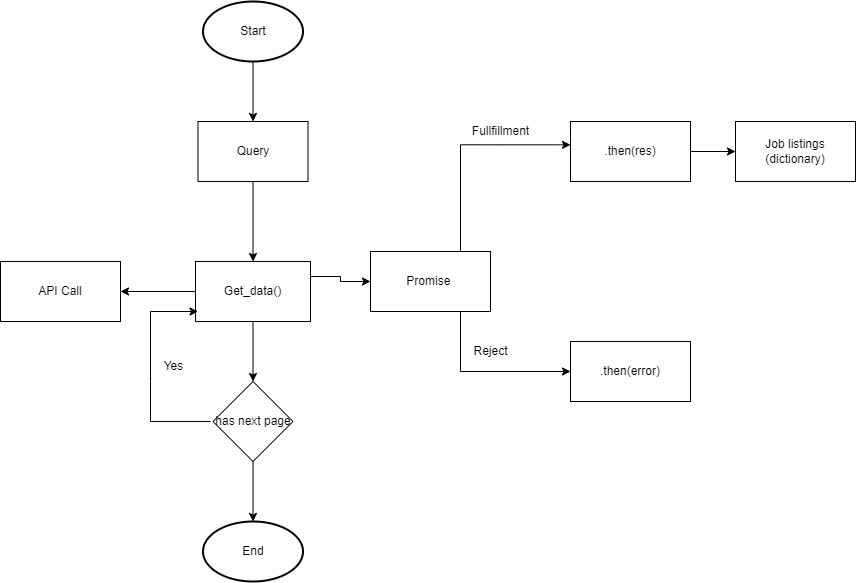 Start
Fullfillment
Query
.then(res)
Job listings
(dictionary)
API Call
Get_data()
Promise
Yes
Reject
.then(error)
has next page
End